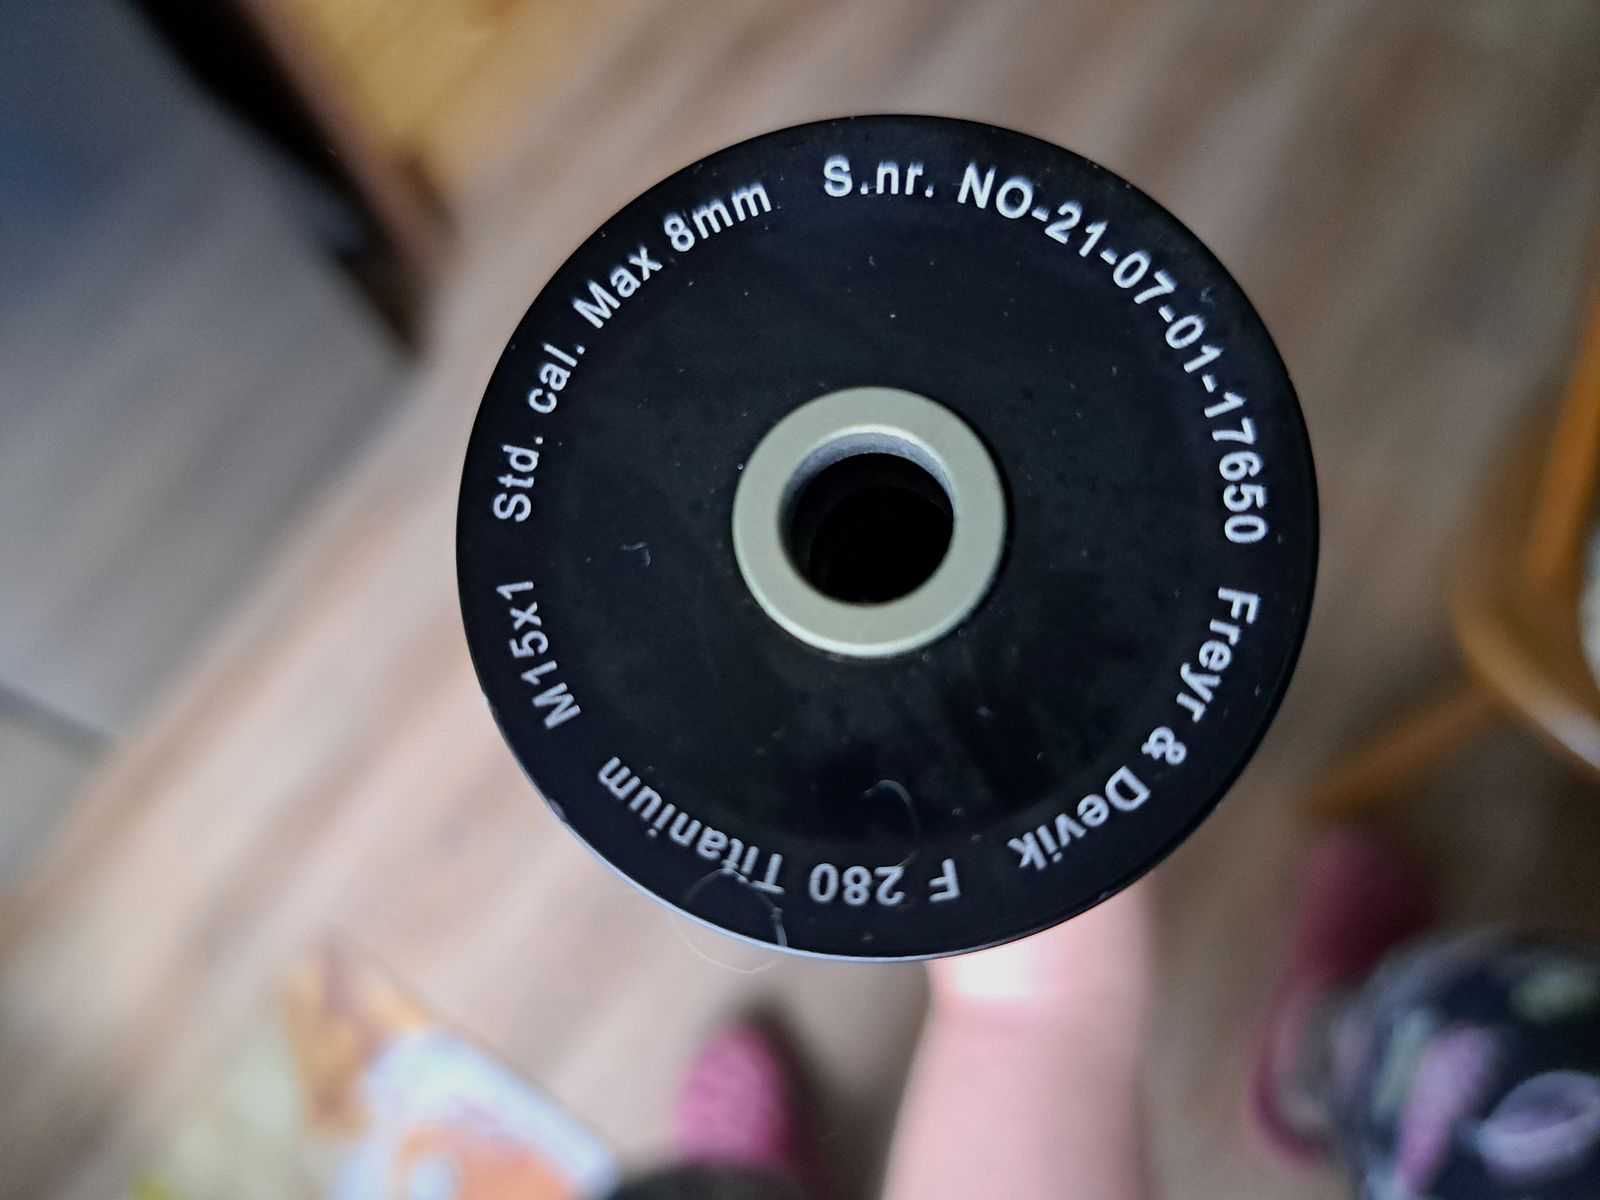 S.nr. NO-21-07-01-17650
Freyr & Devik
F 280 Titanium
M15x1
Std. cal. Max 8mm